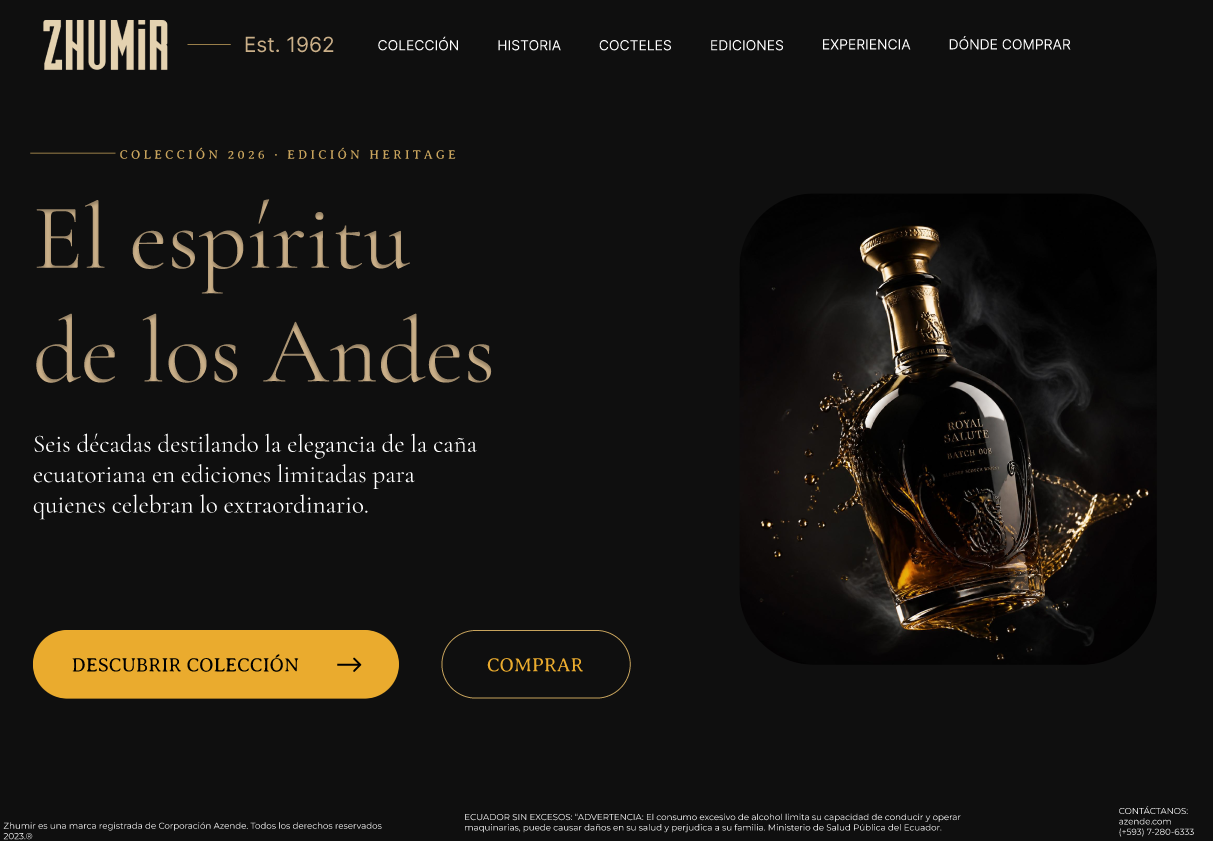 ZHUMiR
Est. 1962
COLECCIÓN
HISTORIA
COCTELES
EDICIONES
EXPERIENCIA
DÓNDE COMPRAR
COLECCIÓN 2026 · EDICIÓN HERITAGE
El espíritu
de los Andes
Seis décadas destilando la elegancia de la caña
ecuatoriana en ediciones limitadas para
quienes celebran lo extraordinario.
DESCUBRIR COLECCIÓN →
COMPRAR
ROYAL
SALUTE
BATCH
Zhumir es una marca registrada de Corporación Azende. Todos los derechos reservados
2023.®
ECUADOR SIN EXCESOS: "ADVERTENCIA: El consumo excesivo de alcohol limita su capacidad de conducir y operar
maquinarias, puede causar daños en su salud y perjudica a su familia. Ministerio de Salud Pública del Ecuador.
CONTÁCTANOS:
azende.com
(+593) 7-280-6333